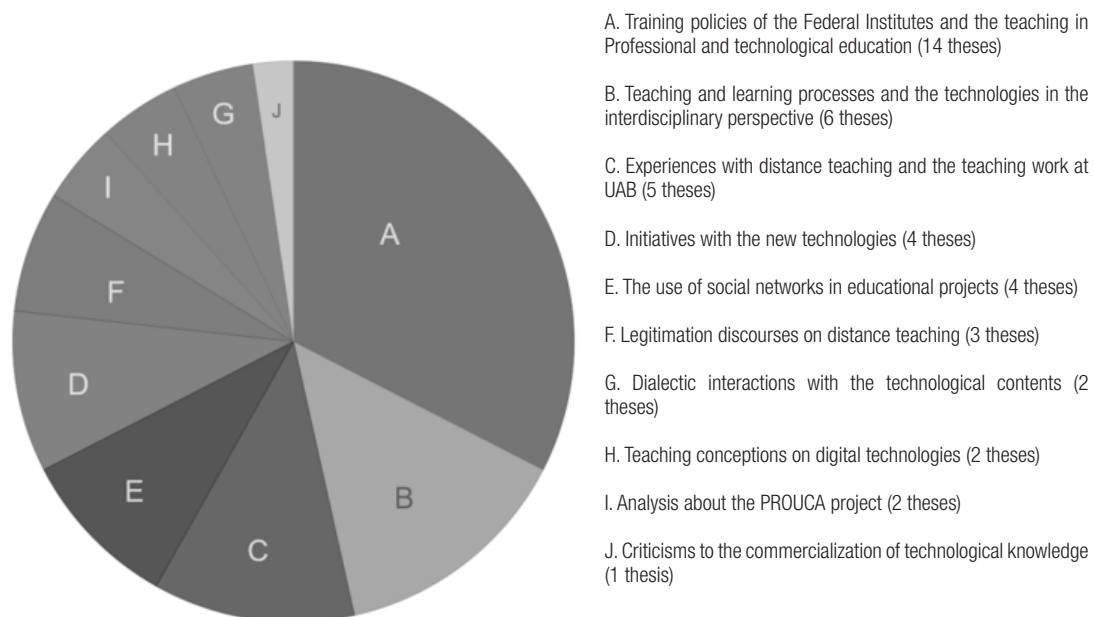 A. Training policies of the Federal Institutes and the teaching in
Professional and technological education (14 theses)
B. Teaching and learning processes and the technologies in the
interdisciplinary perspective (6 theses)
C. Experiences with distance teaching and the teaching work at
UAB (5 theses)
D. Initiatives with the new technologies (4 theses)
E. The use of social networks in educational projects (4 theses)
F. Legitimation discourses on distance teaching (3 theses)
G. Dialectic interactions with the technological contents (2
theses)
H. Teaching conceptions on digital technologies (2 theses)
I. Analysis about the PROUCA project (2 theses)
J. Criticisms to the commercialization of technological knowledge
(1 thesis)
J
G
H
I
A
F
D
E
B
C